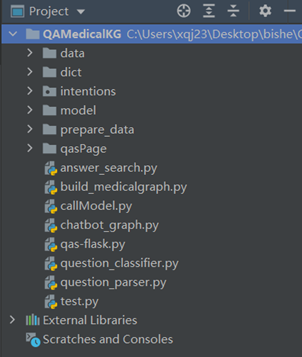 Project
QAMedicalKG C:\Users\xqj23\Desktop\bishe\
data
dict
intentions
model
prepare_data
qasPage
answer_search.py
build_medicalgraph.py
callModel.py
chatbot_graph.py
qas-flask.py
question_classifier.py
question_parser.py
test.py
External Libraries
Scratches and Consoles